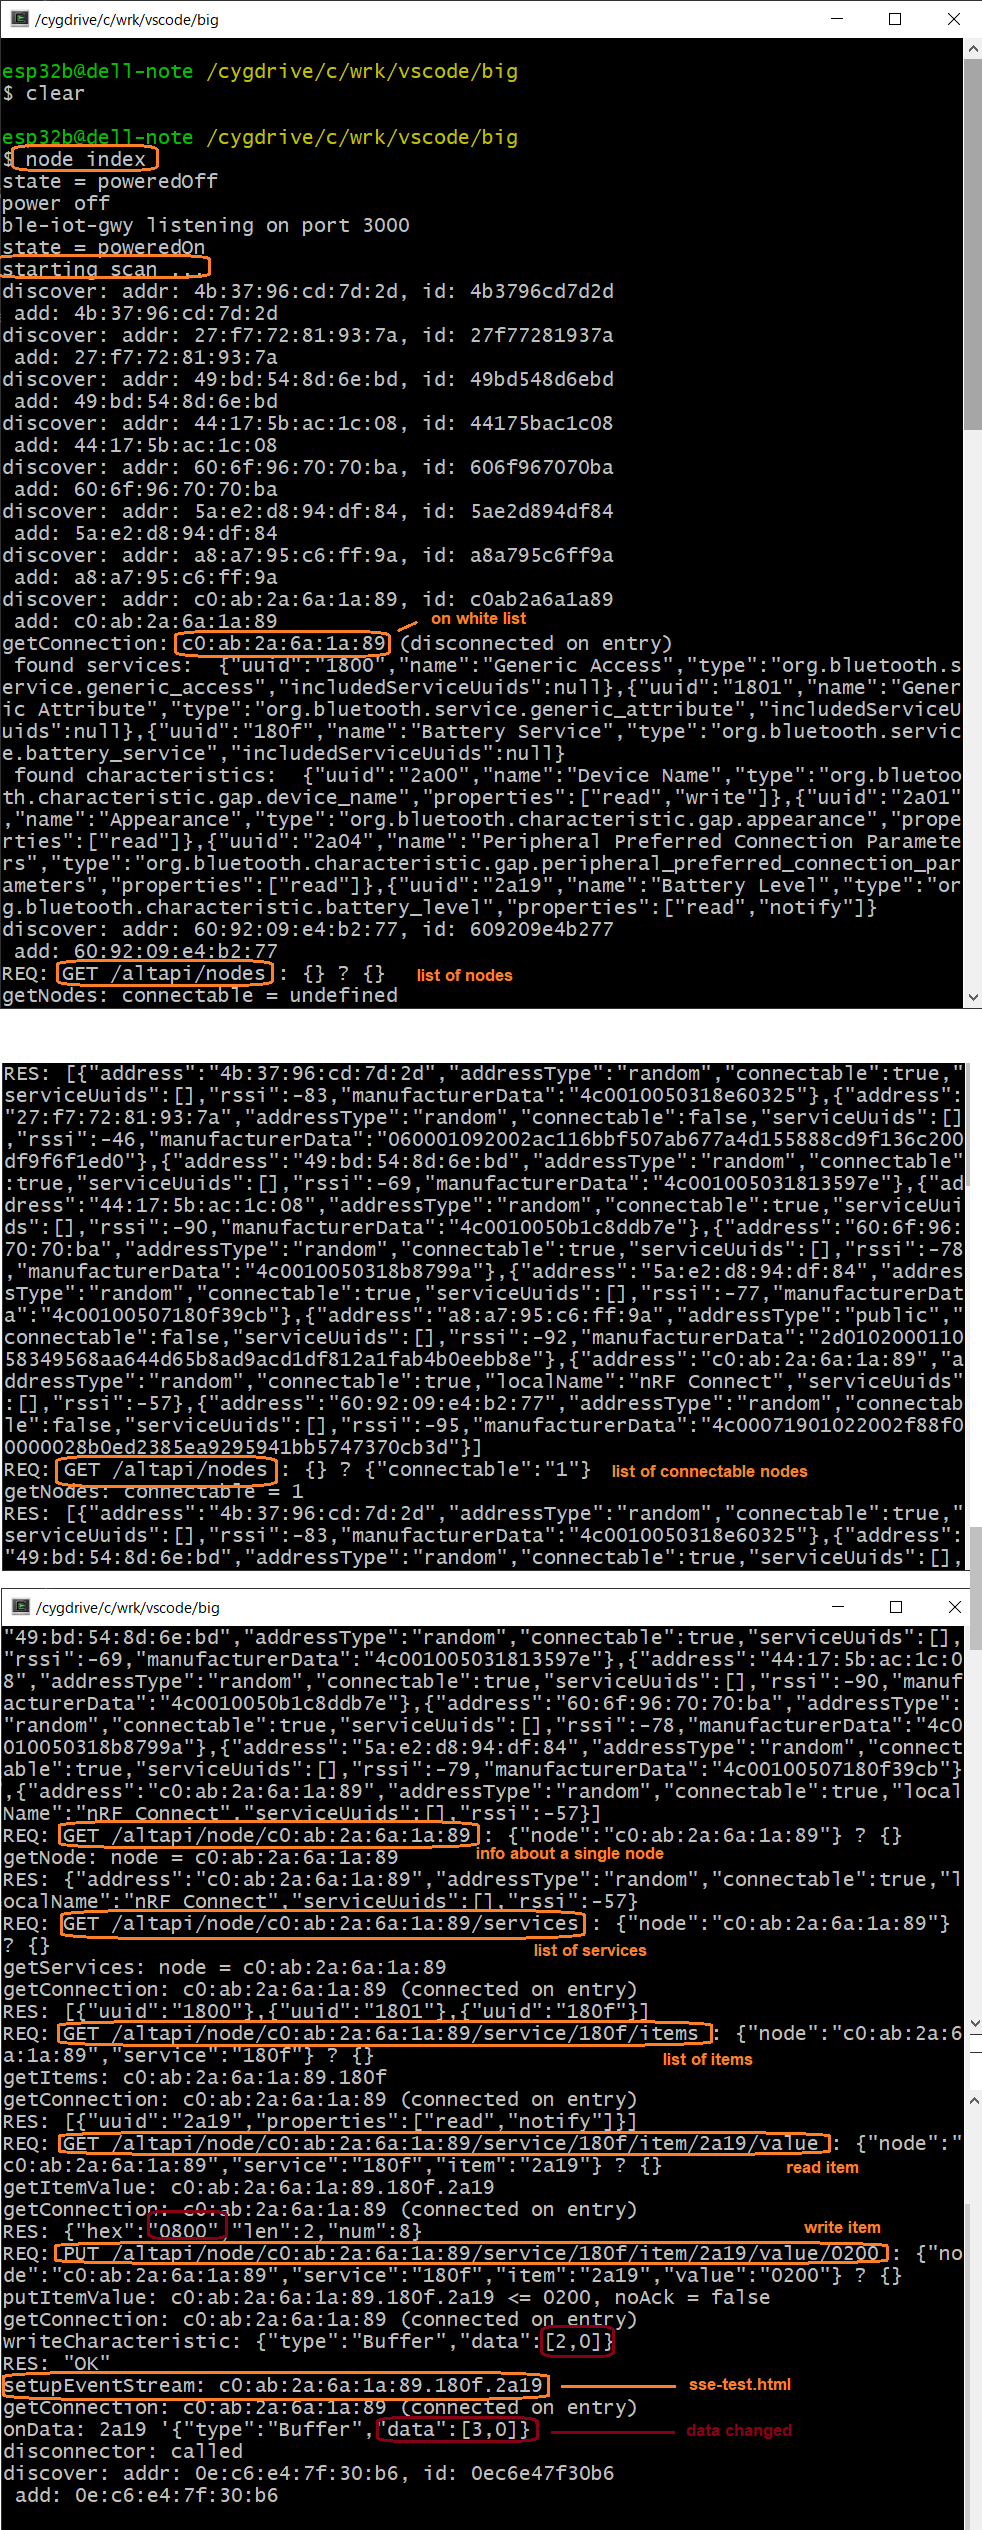 /cygdrive/c/wrk/vscode/big
esp32b@dell-note /cygdrive/c/wrk/vscode/big
$ clear
esp32b@dell-note /cygdrive/c/wrk/vscode/big
$ node index
state = poweredOff
power off
ble-iot-gwy listening on port 3000
state = poweredOn
starting scan ...
discover: addr: 4b:37:96:cd:7d:2d, id: 4b3796cd7d2d
 add: 4b:37:96:cd:7d:2d
discover: addr: 27:f7:72:81:93:7a, id: 27f77281937a
 add: 27:f7:72:81:93:7a
discover: addr: 49:bd:54:8d:6e:bd, id: 49bd548d6ebd
 add: 49:bd:54:8d:6e:bd
discover: addr: 44:17:5b:ac:1c:08, id: 44175bac1c08
 add: 44:17:5b:ac:1c:08
discover: addr: 60:6f:96:70:70:ba, id: 606f967070ba
 add: 60:6f:96:70:70:ba
discover: addr: 5a:e2:d8:94:df:84, id: 5ae2d894df84
 add: 5a:e2:d8:94:df:84
discover: addr: a8:a7:95:c6:ff:9a, id: a8a795c6ff9a
 add: a8:a7:95:c6:ff:9a
discover: addr: c0:ab:2a:6a:1a:89, id: c0ab2a6a1a89
 add: c0:ab:2a:6a:1a:89
on white list
getConnection: c0:ab:2a:6a:1a:89 (disconnected on entry)
 found services:  {"uuid":"1800","name":"Generic Access","type":"org.bluetooth.s
ervice.generic_access","includedServiceUuids":null},{"uuid":"1801","name":"Gener
ic Attribute","type":"org.bluetooth.service.generic_attribute","includedServiceU
uids":null},{"uuid":"180f","name":"Battery Service","type":"org.bluetooth.servic
e.battery_service","includedServiceUuids":null}
 found characteristics:  {"uuid":"2a00","name":"Device Name","type":"org.bluetoo
th.characteristic.gap.device_name","properties":["read","write"]},{"uuid":"2a01"
,"name":"Appearance","type":"org.bluetooth.characteristic.gap.appearance","prope
rties":["read"]},{"uuid":"2a04","name":"Peripheral Preferred Connection Paramete
rs","type":"org.bluetooth.characteristic.gap.peripheral_preferred_connection_par
ameters","properties":["read"]},{"uuid":"2a19","name":"Battery Level","type":"or
g.bluetooth.characteristic.battery_level","properties":["read","notify"]}
discover: addr: 60:92:09:e4:b2:77, id: 609209e4b277
 add: 60:92:09:e4:b2:77
REQ: GET /altapi/nodes : {} ? {} list of nodes
getNodes: connectable = undefined
RES: [{"address":"4b:37:96:cd:7d:2d","addressType":"random","connectable":true,"
serviceUuids":[],"rssi":-83,"manufacturerData":"4c0010050318e60325"},{"address":
"27:f7:72:81:93:7a","addressType":"random","connectable":false,"serviceUuids":[]
,"rssi":-46,"manufacturerData":"060001092002ac116bbf507ab677a4d155888cd9f136c200
df9f6f1ed0"},{"address":"49:bd:54:8d:6e:bd","addressType":"random","connectable"
:true,"serviceUuids":[],"rssi":-69,"manufacturerData":"4c001005031813597e"},{"ad
dress":"44:17:5b:ac:1c:08","addressType":"random","connectable":true,"serviceUui
ds":[],"rssi":-90,"manufacturerData":"4c0010050b1c8ddb7e"},{"address":"60:6f:96:
70:70:ba","addressType":"random","connectable":true,"serviceUuids":[],"rssi":-78
,"manufacturerData":"4c0010050318b8799a"},{"address":"5a:e2:d8:94:df:84","addres
sType":"random","connectable":true,"serviceUuids":[],"rssi":-77,"manufacturerDat
a":"4c00100507180f39cb"},{"address":"a8:a7:95:c6:ff:9a","addressType":"public","
connectable":false,"serviceUuids":[],"rssi":-92,"manufacturerData":"2d0102000110
58349568aa644d65b8ad9acd1df812a1fab4b0eebb8e"},{"address":"c0:ab:2a:6a:1a:89","a
ddressType":"random","connectable":true,"localName":"nRF Connect","serviceUuids"
:[],"rssi":-57},{"address":"60:92:09:e4:b2:77","addressType":"random","connectab
le":false,"serviceUuids":[],"rssi":-95,"manufacturerData":"4c00071901022002f88f0
0000028b0ed2385ea9295941bb5747370cb3d"}]
REQ: GET /altapi/nodes : {} ? {"connectable":"1"} list of connectable nodes
getNodes: connectable = 1
RES: [{"address":"4b:37:96:cd:7d:2d","addressType":"random","connectable":true,"
serviceUuids":[],"rssi":-83,"manufacturerData":"4c0010050318e60325"},{"address":
"49:bd:54:8d:6e:bd","addressType":"random","connectable":true,"serviceUuids":[],
/cygdrive/c/wrk/vscode/big
"49:bd:54:8d:6e:bd","addressType":"random","connectable":true,"serviceUuids":[],
"rssi":-69,"manufacturerData":"4c001005031813597e"},{"address":"44:17:5b:ac:1c:0
8","addressType":"random","connectable":true,"serviceUuids":[],"rssi":-90,"manuf
acturerData":"4c0010050b1c8ddb7e"},{"address":"60:6f:96:70:70:ba","addressType":
"random","connectable":true,"serviceUuids":[],"rssi":-78,"manufacturerData":"4c0
010050318b8799a"},{"address":"5a:e2:d8:94:df:84","addressType":"random","connect
able":true,"serviceUuids":[],"rssi":-79,"manufacturerData":"4c00100507180f39cb"}
,{"address":"c0:ab:2a:6a:1a:89","addressType":"random","connectable":true,"local
Name":"nRF Connect","serviceUuids":[],"rssi":-57}]
REQ: GET /altapi/node/c0:ab:2a:6a:1a:89 : {"node":"c0:ab:2a:6a:1a:89"} ? {}
info about a single node
getNode: node = c0:ab:2a:6a:1a:89
RES: {"address":"c0:ab:2a:6a:1a:89","addressType":"random","connectable":true,"l
ocalName":"nRF Connect","serviceUuids":[],"rssi":-57}
REQ: GET /altapi/node/c0:ab:2a:6a:1a:89/services : {"node":"c0:ab:2a:6a:1a:89"}
? {}
list of services
getServices: node = c0:ab:2a:6a:1a:89
getConnection: c0:ab:2a:6a:1a:89 (connected on entry)
RES: [{"uuid":"1800"},{"uuid":"1801"},{"uuid":"180f"}]
REQ: GET /altapi/node/c0:ab:2a:6a:1a:89/service/180f/items : {"node":"c0:ab:2a:6
a:1a:89","service":"180f"} ? {}
list of items
getItems: c0:ab:2a:6a:1a:89.180f
getConnection: c0:ab:2a:6a:1a:89 (connected on entry)
RES: [{"uuid":"2a19","properties":["read","notify"]}]
REQ: GET /altapi/node/c0:ab:2a:6a:1a:89/service/180f/item/2a19/value : {"node":"
c0:ab:2a:6a:1a:89","service":"180f","item":"2a19"} ? {}
read item
getItemValue: c0:ab:2a:6a:1a:89.180f.2a19
getConnection: c0:ab:2a:6a:1a:89 (connected on entry)
RES: {"hex":"0800","len":2,"num":8}
write item
REQ: PUT /altapi/node/c0:ab:2a:6a:1a:89/service/180f/item/2a19/value/0200 : {"no
de":"c0:ab:2a:6a:1a:89","service":"180f","item":"2a19","value":"0200"} ? {}
putItemValue: c0:ab:2a:6a:1a:89.180f.2a19 <= 0200, noAck = false
getConnection: c0:ab:2a:6a:1a:89 (connected on entry)
writeCharacteristic: {"type":"Buffer","data":[2,0]}
RES: "OK"
setupEventStream: c0:ab:2a:6a:1a:89.180f.2a19 sse-test.html
getConnection: c0:ab:2a:6a:1a:89 (connected on entry)
onData: 2a19 '{"type":"Buffer","data":[3,0]} data changed
disconnector: called
discover: addr: 0e:c6:e4:7f:30:b6, id: 0ec6e47f30b6
 add: 0e:c6:e4:7f:30:b6